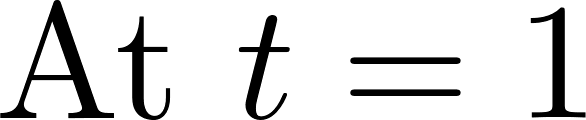 At t = 1